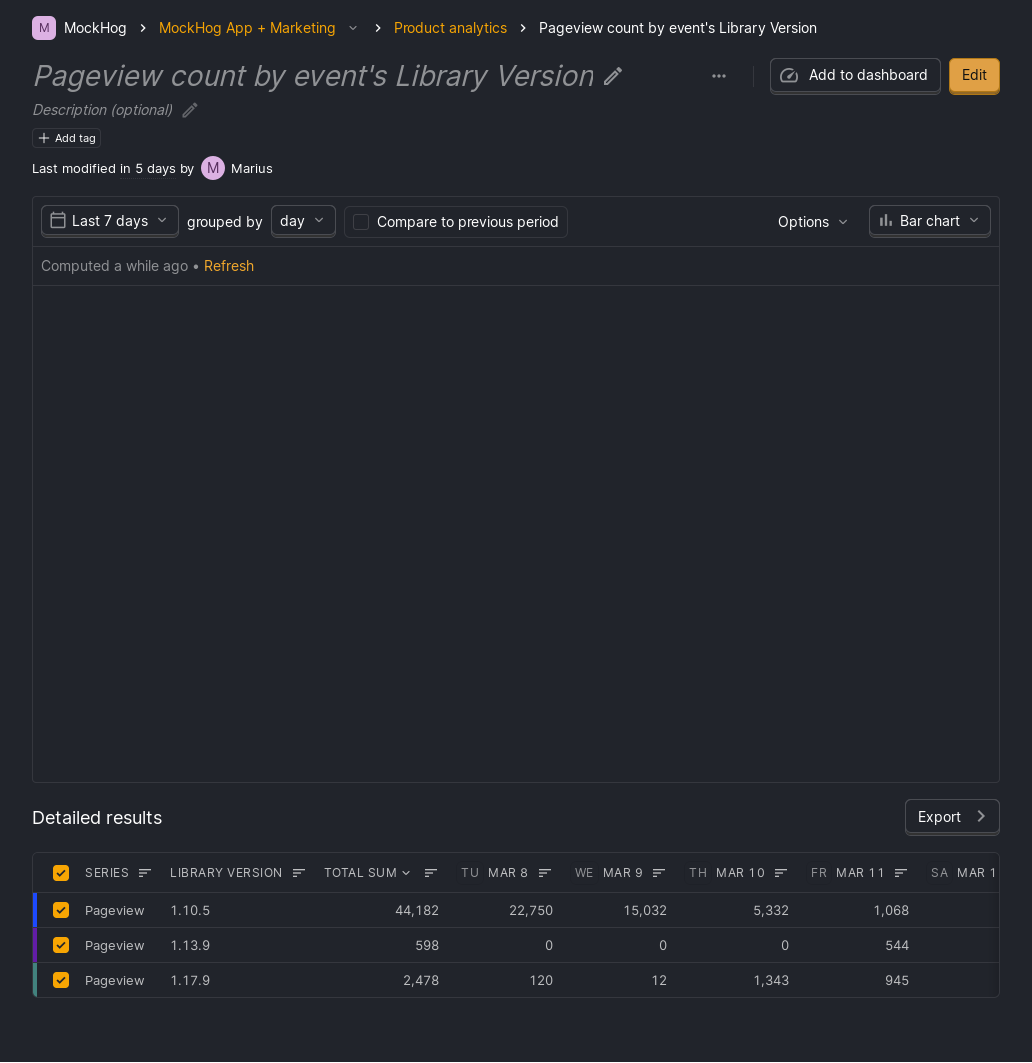 M MockHog MockHog App + Marketing Product analytics Pageview count by event's Library Version
Pageview count by event's Library Version
Add to dashboard Edit
Description (optional)
Add tag
Last modified in 5 days by M Marius
Last 7 days grouped by day Compare to previous period Options Bar chart
Computed a while ago • Refresh
Detailed results Export
SERIES LIBRARY VERSION TOTAL SUM TU MAR 8 WE MAR 9 TH MAR 10 FR MAR 11 SA MAR 1
Pageview 1.10.5 44,182 22,750 15,032 5,332 1,068
Pageview 1.13.9 598 0 0 0 544
Pageview 1.17.9 2,478 120 12 1,343 945